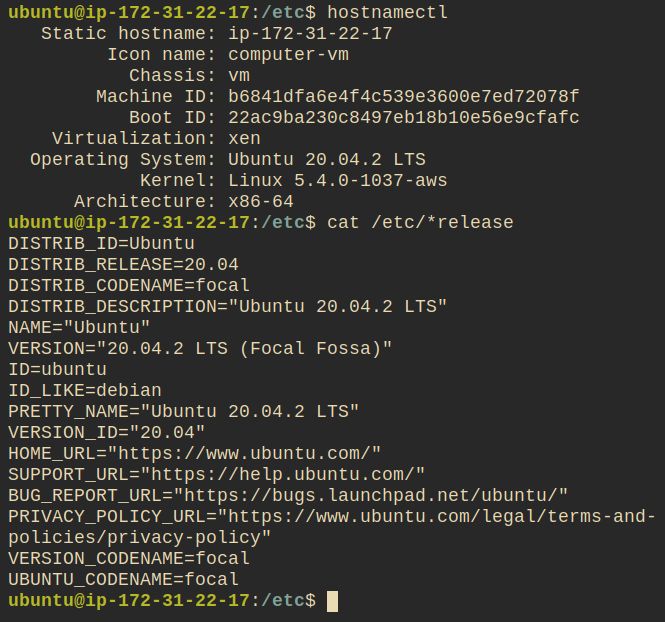 ubuntu@ip-172-31-22-17:/etc$ hostnamectl
   Static hostname: ip-172-31-22-17
         Icon name: computer-vm
           Chassis: vm
        Machine ID: b6841dfa6e4f4c539e3600e7ed72078f
           Boot ID: 22ac9ba230c8497eb18b10e56e9cfafc
    Virtualization: xen
  Operating System: Ubuntu 20.04.2 LTS
            Kernel: Linux 5.4.0-1037-aws
      Architecture: x86-64
ubuntu@ip-172-31-22-17:/etc$ cat /etc/*release
DISTRIB_ID=Ubuntu
DISTRIB_RELEASE=20.04
DISTRIB_CODENAME=focal
DISTRIB_DESCRIPTION="Ubuntu 20.04.2 LTS"
NAME="Ubuntu"
VERSION="20.04.2 LTS (Focal Fossa)"
ID=ubuntu
ID_LIKE=debian
PRETTY_NAME="Ubuntu 20.04.2 LTS"
VERSION_ID="20.04"
HOME_URL="https://www.ubuntu.com/"
SUPPORT_URL="https://help.ubuntu.com/"
BUG_REPORT_URL="https://bugs.launchpad.net/ubuntu/"
PRIVACY_POLICY_URL="https://www.ubuntu.com/legal/terms-and-
policies/privacy-policy"
VERSION_CODENAME=focal
UBUNTU_CODENAME=focal
ubuntu@ip-172-31-22-17:/etc$